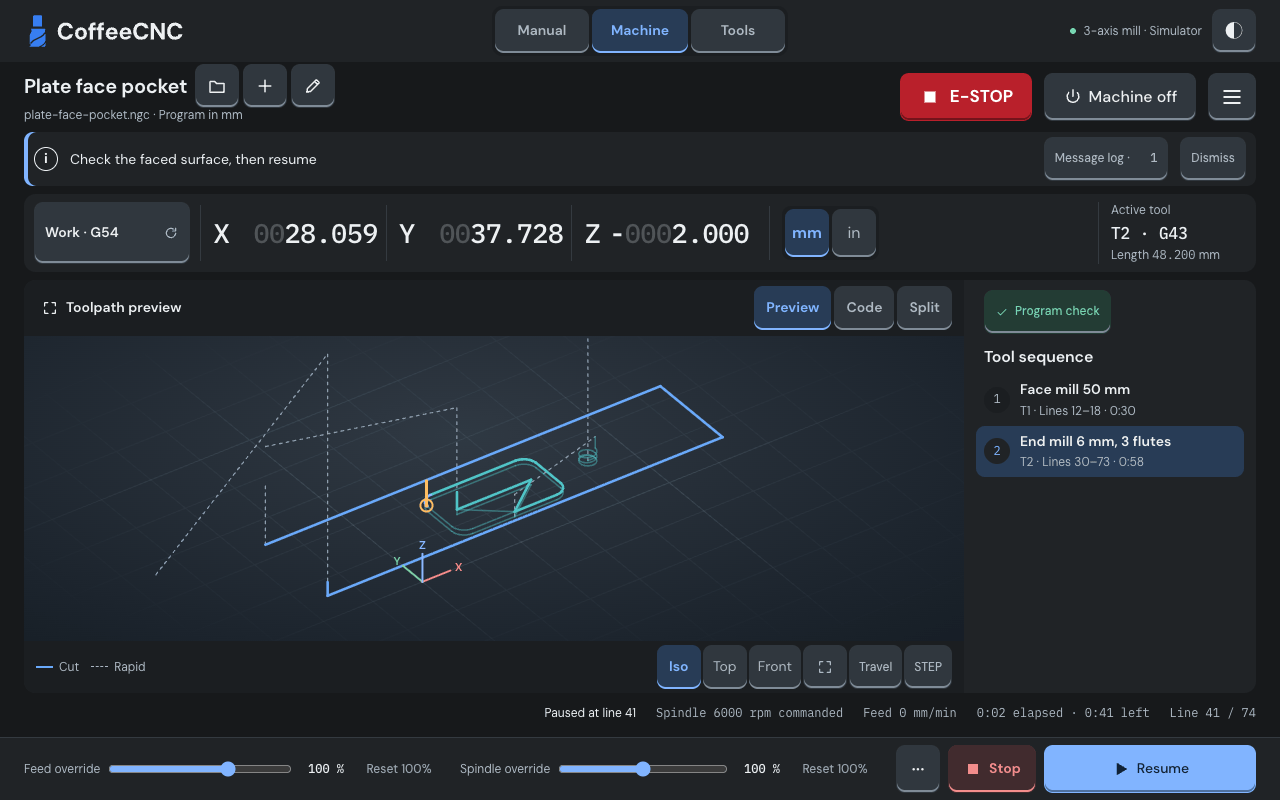 CoffeeCNC
Manual Machine Tools
3-axis mill · Simulator
Plate face pocket
plate-face-pocket.ngc · Program in mm
E-STOP
Machine off
Check the faced surface, then resume
Message log · 1
Dismiss
Work · G54
X 0028.059
Y 0037.728
Z -0002.000
mm in
Active tool
T2 · G43
Length 48.200 mm
Toolpath preview
Preview Code Split
Z
Y
X
Cut
Rapid
Iso Top Front Travel STEP
Program check
Tool sequence
1 Face mill 50 mm
T1 · Lines 12–18 · 0:30
2 End mill 6 mm, 3 flutes
T2 · Lines 30–73 · 0:58
Paused at line 41 Spindle 6000 rpm commanded Feed 0 mm/min 0:02 elapsed · 0:41 left Line 41 / 74
Feed override 100 % Reset 100% Spindle override 100 % Reset 100% ... Stop Resume